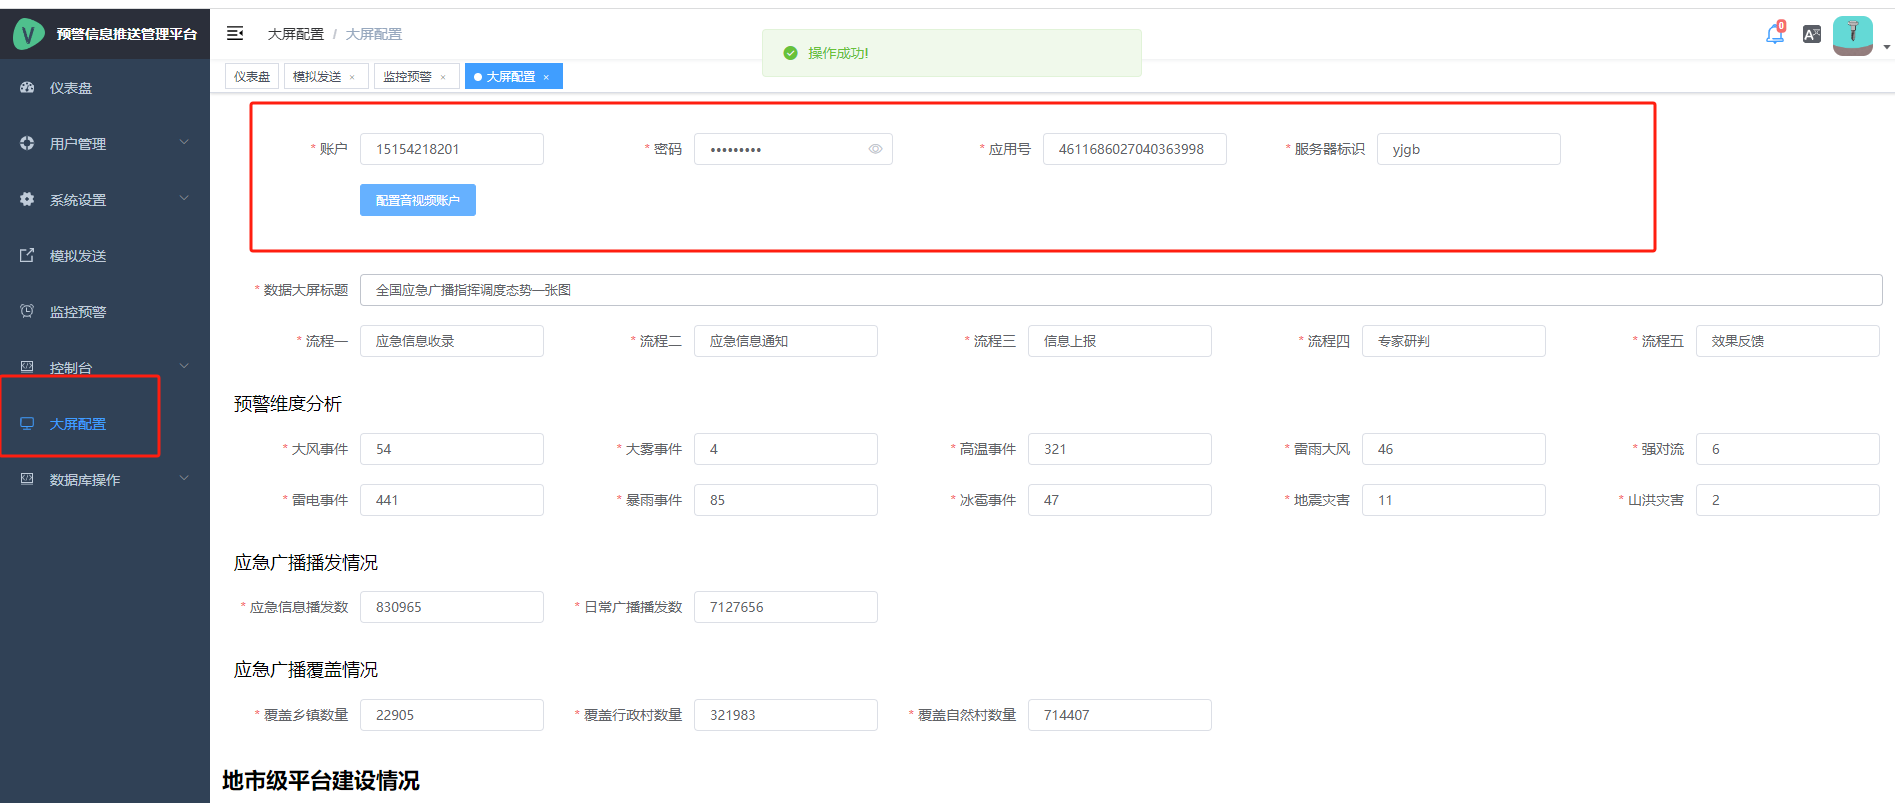 预警信息推送管理平台
大屏配置 / 大屏配置
操作成功!
0
仪表盘
模拟发送 ×
监控预警 ×
大屏配置 ×
仪表盘
用户管理
系统设置
模拟发送
监控预警
控制台
大屏配置
数据库操作
* 账户 15154218201
* 密码 •••••••••
* 应用号 4611686027040363998
* 服务器标识 yjgb
配置音视频账户
* 数据大屏标题 全国应急广播指挥调度态势一张图
* 流程一 应急信息收录
* 流程二 应急信息通知
* 流程三 信息上报
* 流程四 专家研判
* 流程五 效果反馈
预警维度分析
* 大风事件 54
* 大雾事件 4
* 高温事件 321
* 雷雨大风 46
* 强对流 6
* 雷电事件 441
* 暴雨事件 85
* 冰雹事件 47
* 地震灾害 11
* 山洪灾害 2
应急广播播发情况
* 应急信息播发数 830965
* 日常广播播发数 7127656
应急广播覆盖情况
* 覆盖乡镇数量 22905
* 覆盖行政村数量 321983
* 覆盖自然村数量 714407
地市级平台建设情况